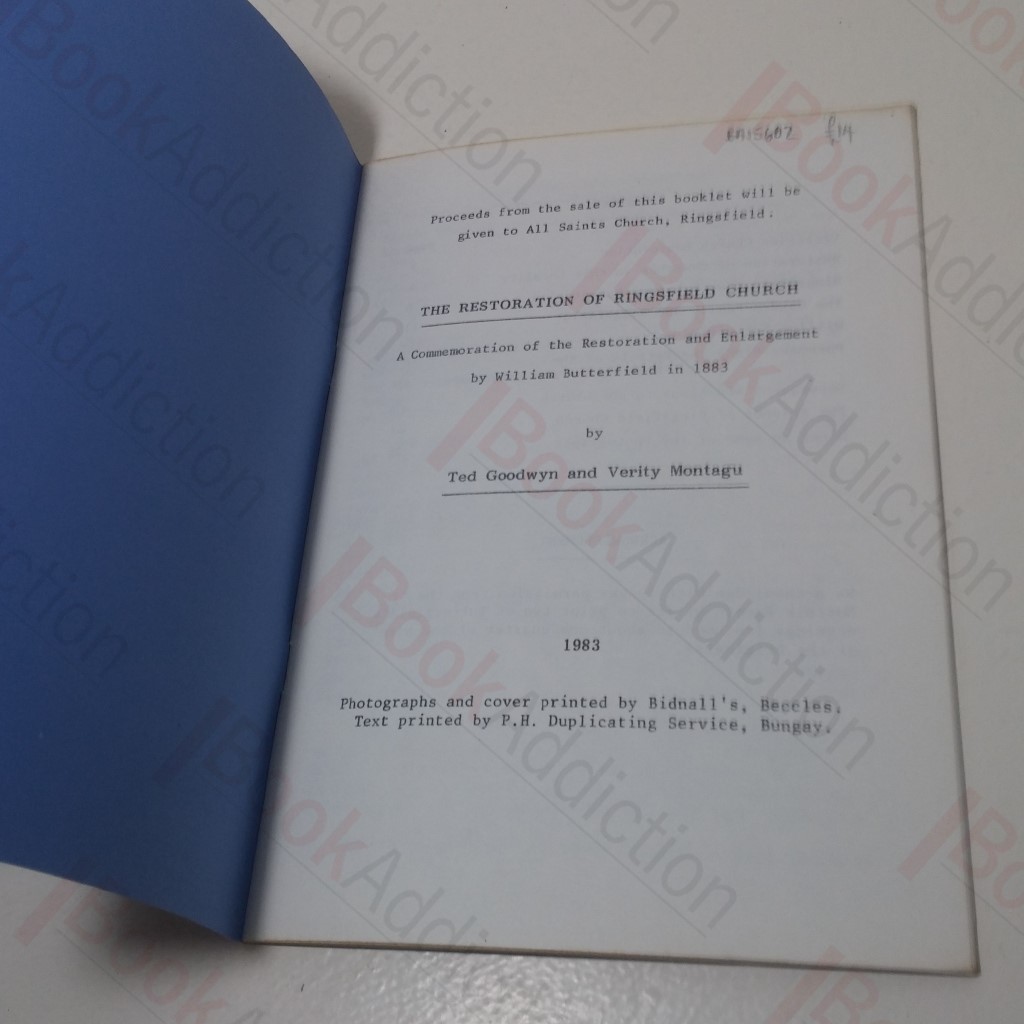 BA15602 £14
Proceeds from the sale of this booklet will be
given to All Saints Church, Ringsfield.
THE RESTORATION OF RINGSFIELD CHURCH
A Commemoration of the Restoration and Enlargement
by William Butterfield in 1883
by
Ted Goodwyn and Verity Montagu
1983
Photographs and cover printed by Bidnall's, Beccles.
Text printed by P.H. Duplicating Service, Bungay.
BookAddiction